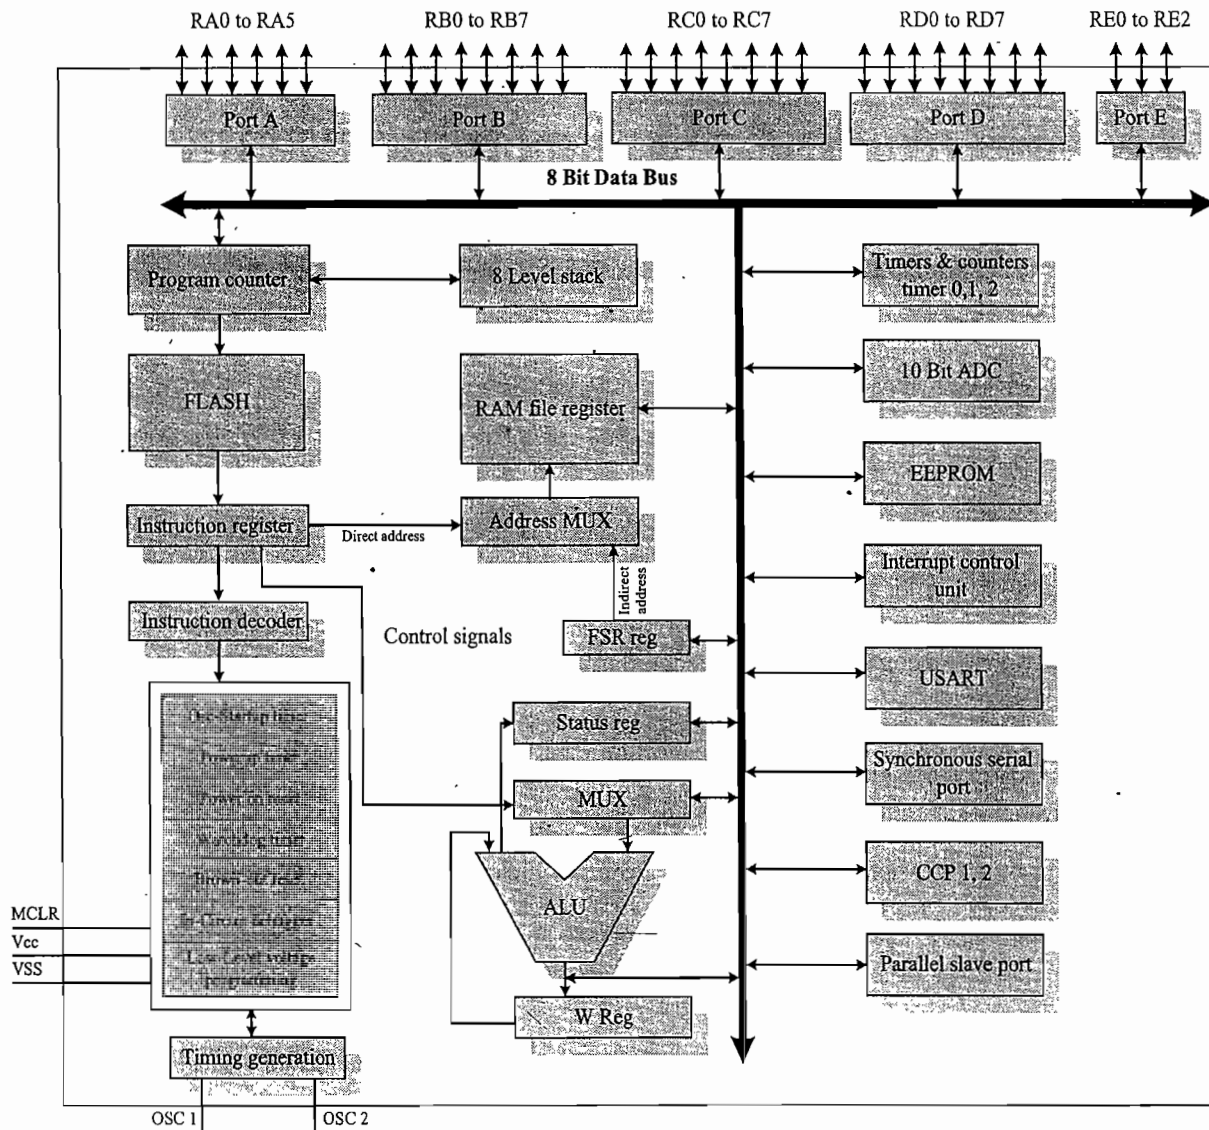 RA0 to RA5
RB0 to RB7
RC0 to RC7
RD0 to RD7
RE0 to RE2
Port A
Port B
Port C
Port D
Port E
8 Bit Data Bus
Program counter
8 Level stack
Timers & counters
timer 0,1, 2
FLASH
RAM file register
10 Bit ADC
EEPROM
Instruction register
Direct address
Address MUX
Indirect
address
Interrupt control
unit
Instruction decoder
Control signals
FSR reg
USART
Status reg
Synchronous serial
port
MUX
ALU
CCP 1, 2
MCLR
Vcc
VSS
Low Level voltage
programming
Parallel slave port
W Reg
Timing generation
OSC 1
OSC 2